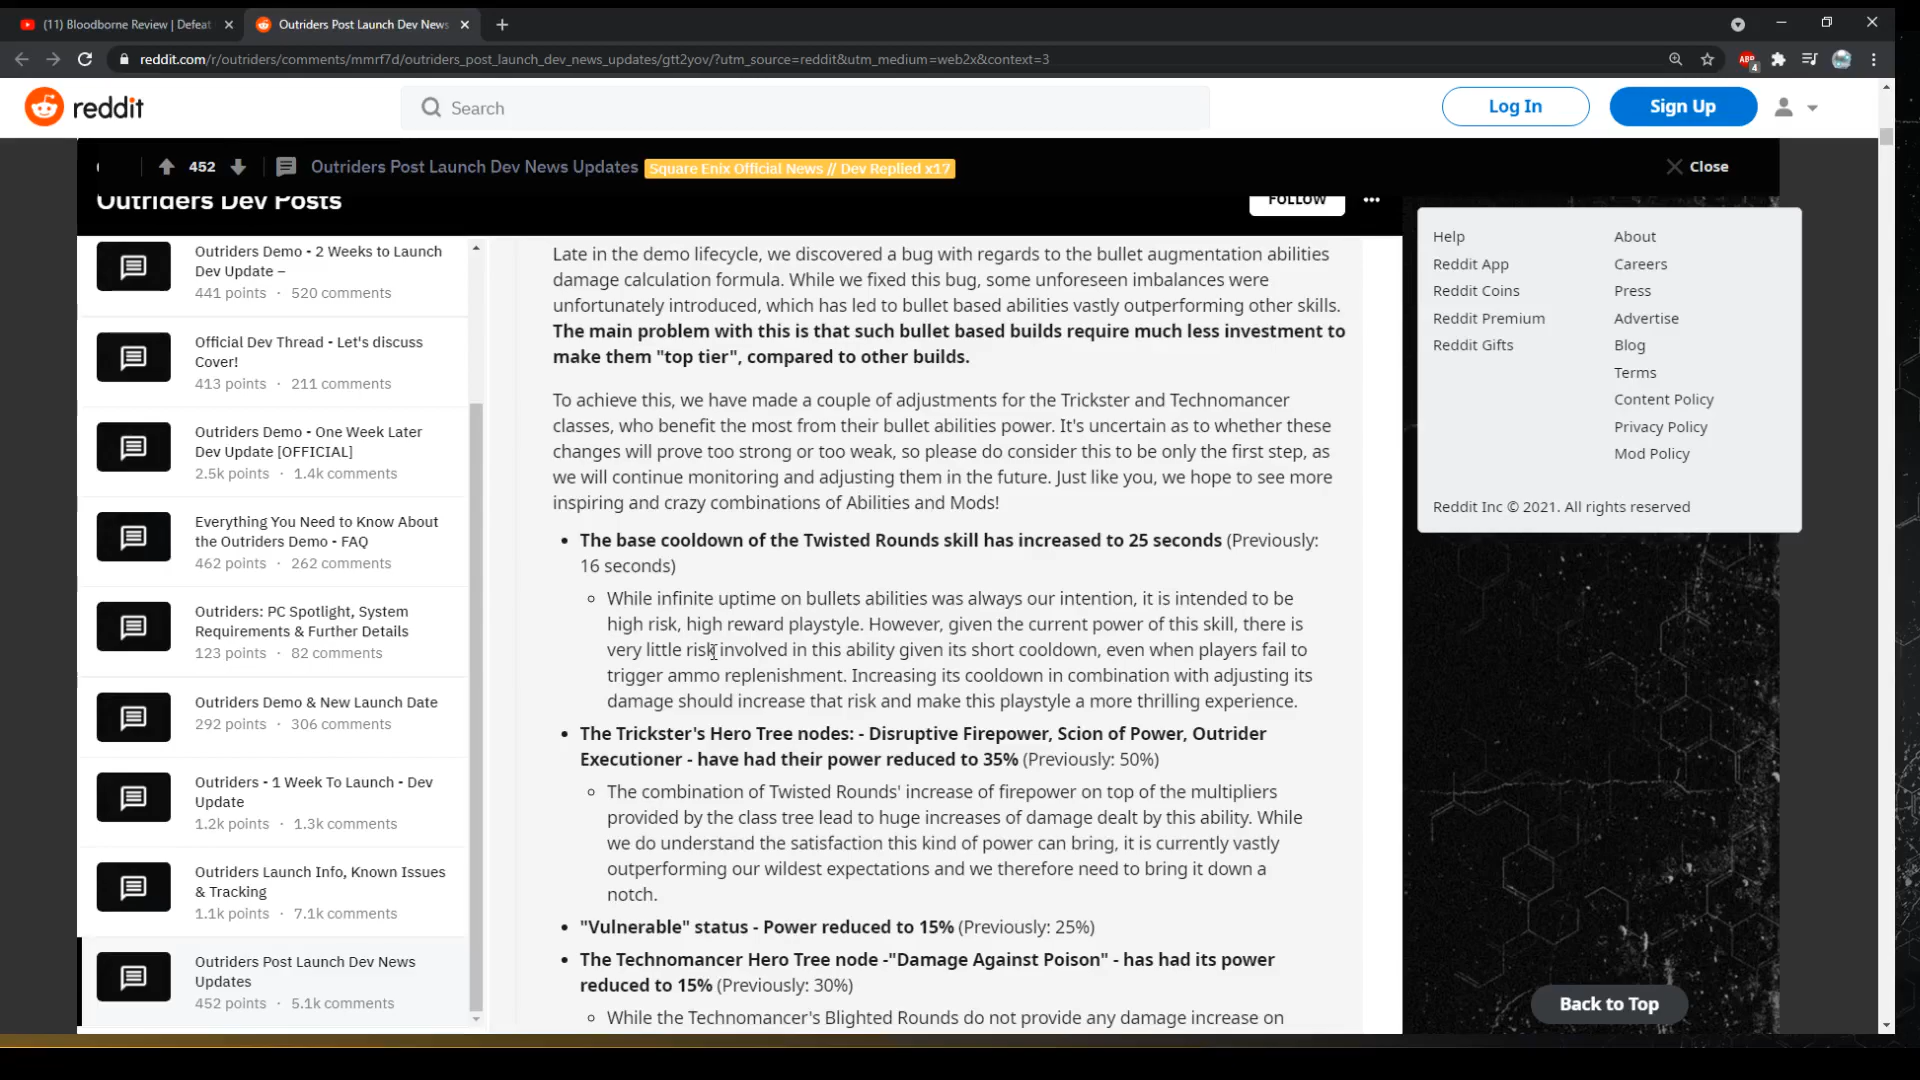 (11) Bloodborne Review | Defeat
Outriders Post Launch Dev News
reddit.com/r/outriders/comments/mmrf7d/outriders_post_launch_dev_news_updates/gtt2yov/?utm_source=reddit&utm_medium=web2x&context=3
ABP
4
reddit
Search
Log In
Sign Up
452
Outriders Post Launch Dev News Updates
Square Enix Official News // Dev Replied x17
Close
Outriders Dev Posts
FOLLOW
Outriders Demo - 2 Weeks to Launch
Dev Update –
441 points · 520 comments
Official Dev Thread - Let's discuss
Cover!
413 points · 211 comments
Outriders Demo - One Week Later
Dev Update [OFFICIAL]
2.5k points · 1.4k comments
Everything You Need to Know About
the Outriders Demo - FAQ
462 points · 262 comments
Outriders: PC Spotlight, System
Requirements & Further Details
123 points · 82 comments
Outriders Demo & New Launch Date
292 points · 306 comments
Outriders - 1 Week To Launch - Dev
Update
1.2k points · 1.3k comments
Outriders Launch Info, Known Issues
& Tracking
1.1k points · 7.1k comments
Outriders Post Launch Dev News
Updates
452 points · 5.1k comments
Late in the demo lifecycle, we discovered a bug with regards to the bullet augmentation abilities
damage calculation formula. While we fixed this bug, some unforeseen imbalances were
unfortunately introduced, which has led to bullet based abilities vastly outperforming other skills.
The main problem with this is that such bullet based builds require much less investment to
make them "top tier", compared to other builds.
To achieve this, we have made a couple of adjustments for the Trickster and Technomancer
classes, who benefit the most from their bullet abilities power. It's uncertain as to whether these
changes will prove too strong or too weak, so please do consider this to be only the first step, as
we will continue monitoring and adjusting them in the future. Just like you, we hope to see more
inspiring and crazy combinations of Abilities and Mods!
• The base cooldown of the Twisted Rounds skill has increased to 25 seconds (Previously:
16 seconds)
◦ While infinite uptime on bullets abilities was always our intention, it is intended to be
high risk, high reward playstyle. However, given the current power of this skill, there is
very little risk involved in this ability given its short cooldown, even when players fail to
trigger ammo replenishment. Increasing its cooldown in combination with adjusting its
damage should increase that risk and make this playstyle a more thrilling experience.
• The Trickster's Hero Tree nodes: - Disruptive Firepower, Scion of Power, Outrider
Executioner - have had their power reduced to 35% (Previously: 50%)
◦ The combination of Twisted Rounds' increase of firepower on top of the multipliers
provided by the class tree lead to huge increases of damage dealt by this ability. While
we do understand the satisfaction this kind of power can bring, it is currently vastly
outperforming our wildest expectations and we therefore need to bring it down a
notch.
• "Vulnerable" status - Power reduced to 15% (Previously: 25%)
• The Technomancer Hero Tree node -"Damage Against Poison" - has had its power
reduced to 15% (Previously: 30%)
◦ While the Technomancer's Blighted Rounds do not provide any damage increase on
Help
Reddit App
Reddit Coins
Reddit Premium
Reddit Gifts
About
Careers
Press
Advertise
Blog
Terms
Content Policy
Privacy Policy
Mod Policy
Reddit Inc © 2021. All rights reserved
Back to Top